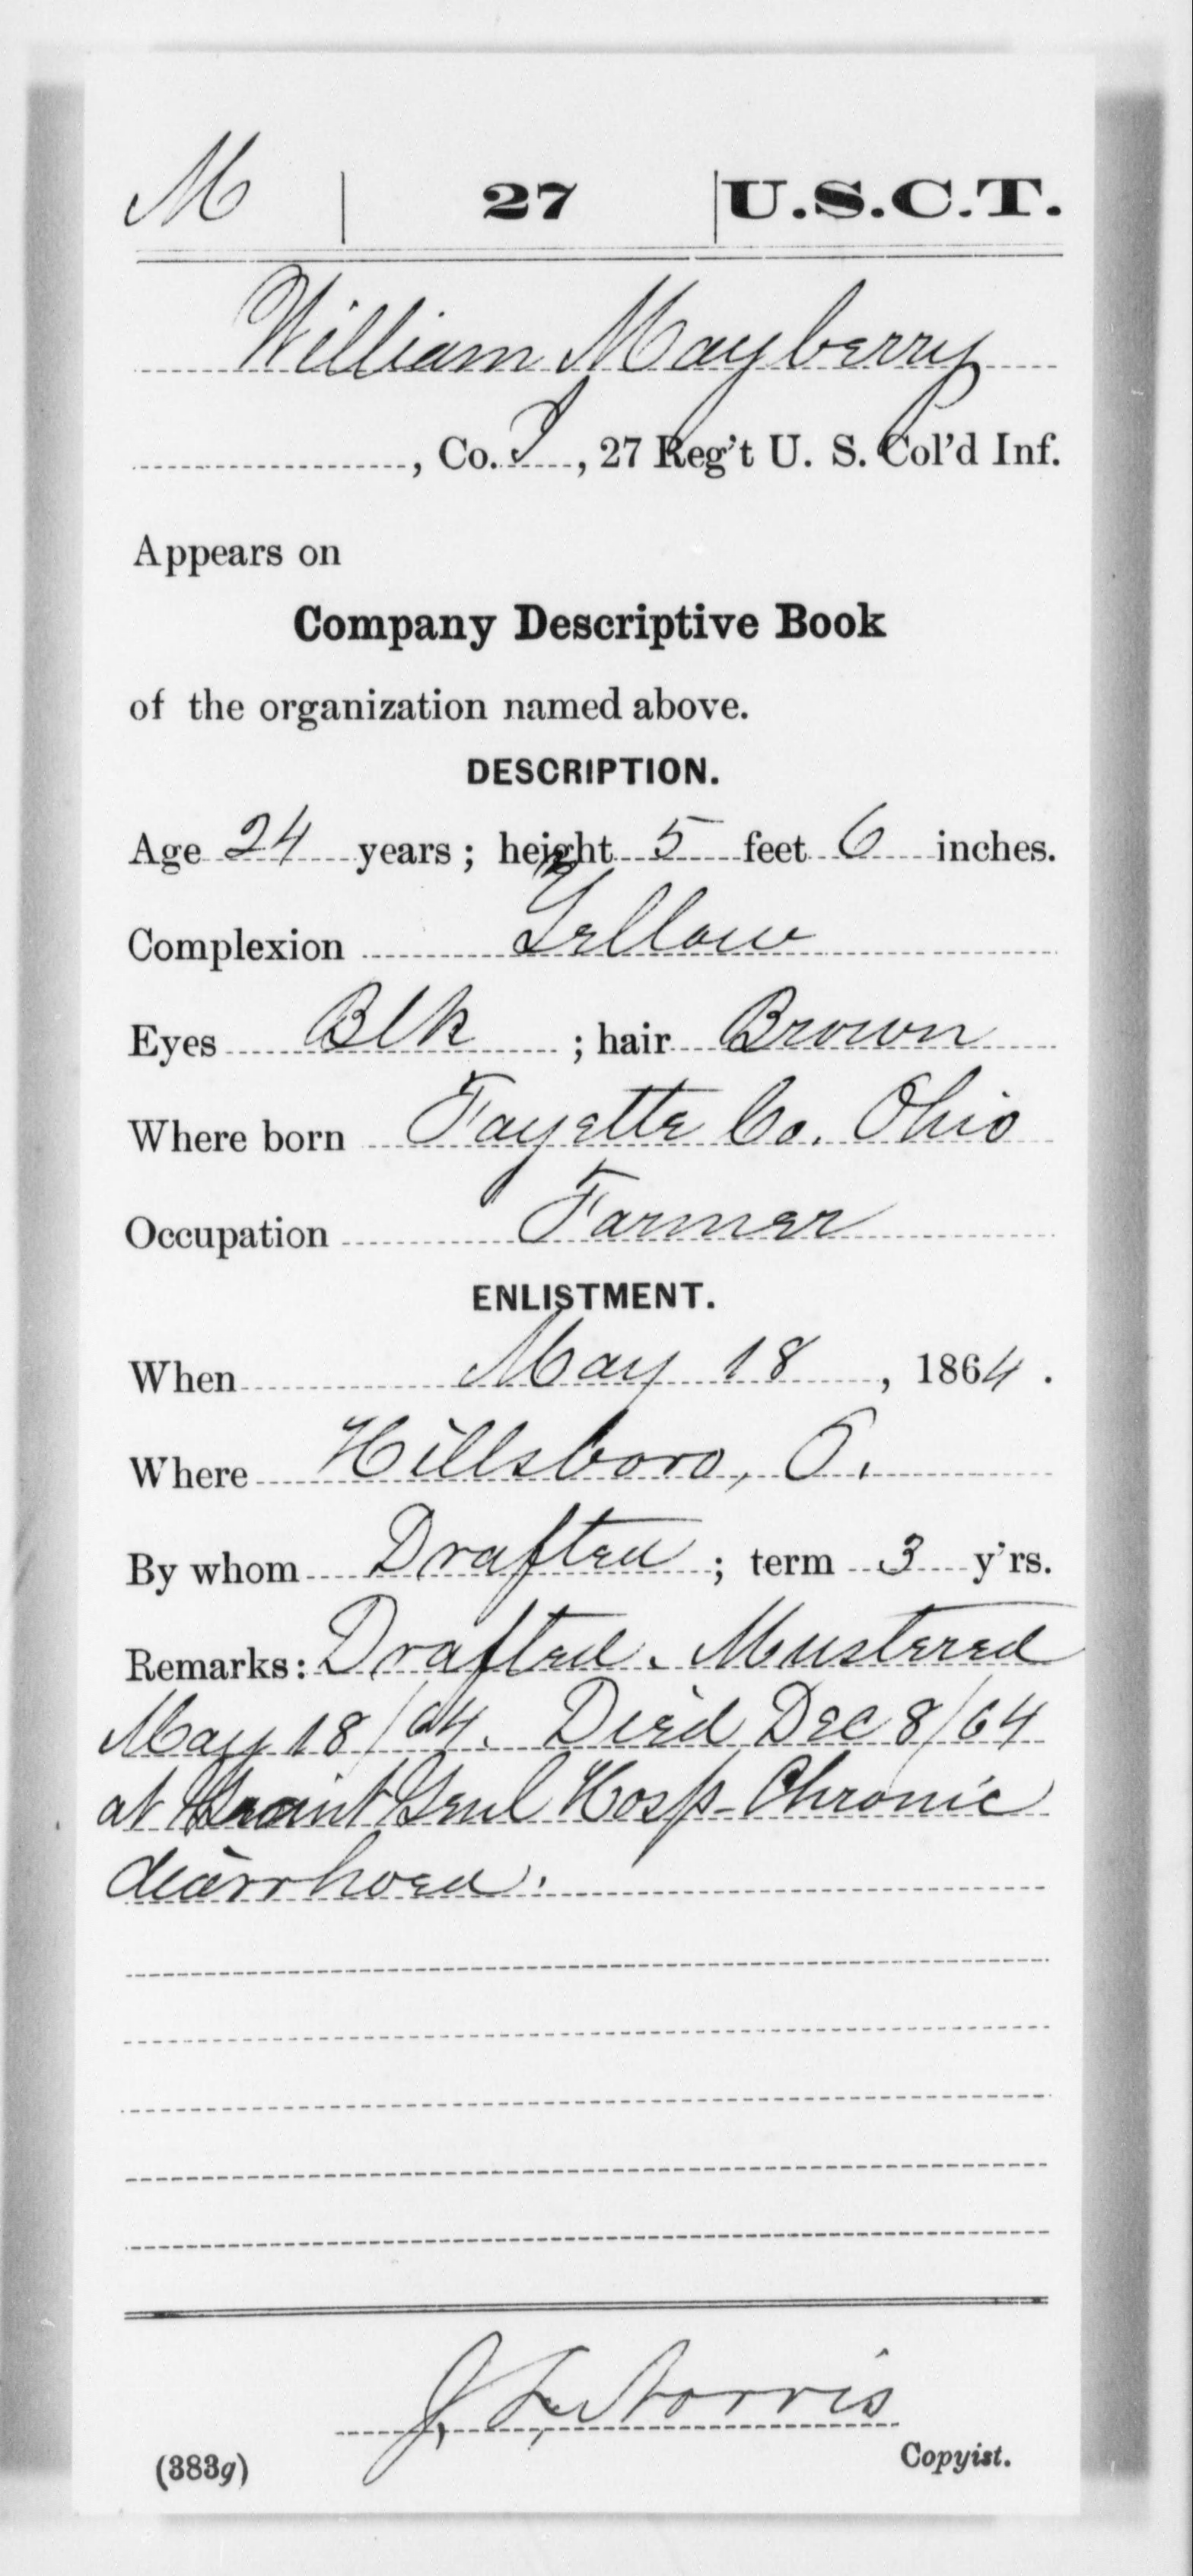 M | 27 | U.S.C.T.
William Mayberry
, Co. I, 27 Reg't U. S. Col'd Inf.
Appears on
Company Descriptive Book
of the organization named above.
DESCRIPTION.
Age 24 years; height 5 feet 6 inches.
Complexion Yellow
Eyes Blk ; hair Brown
Where born Fayette Co. Ohio
Occupation Farmer
ENLISTMENT.
When May 18, 1864.
Where Hillsboro, O.
By whom Drafted; term 3 y'rs.
Remarks: Drafted. Mustered
May 18/64. Died Dec 8/64
at Grant Genl Hosp. Chronic
diarrhoea.
Norris
(383g) Copyist.